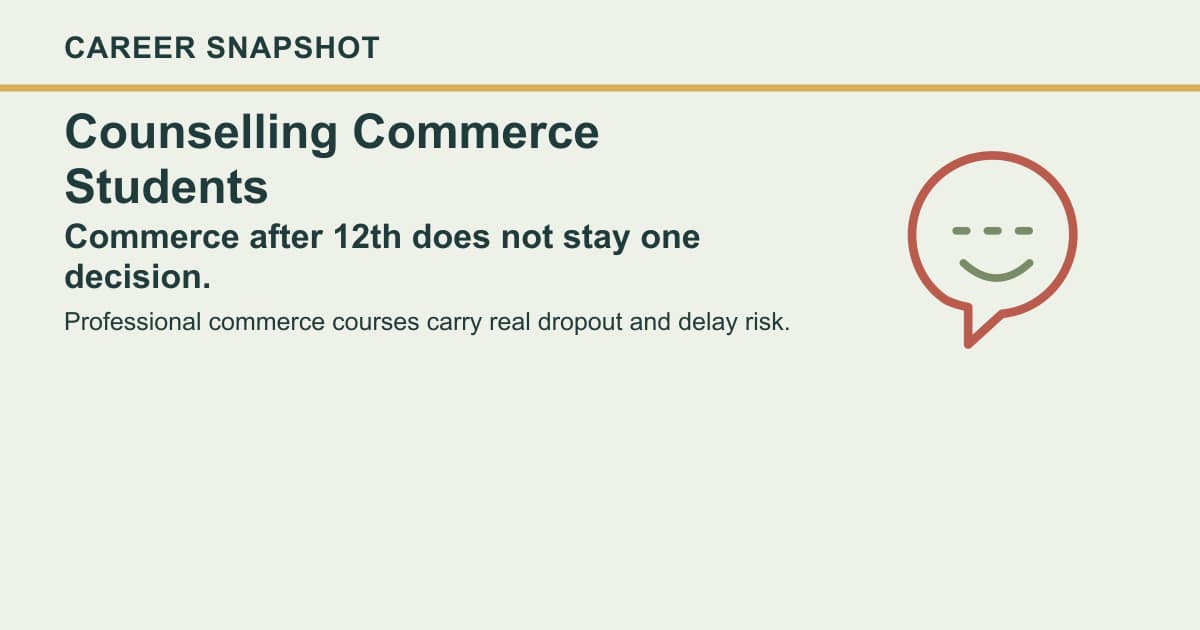 CAREER SNAPSHOT
Counselling Commerce
Students
Commerce after 12th does not stay one
decision.
Professional commerce courses carry real dropout and delay risk.